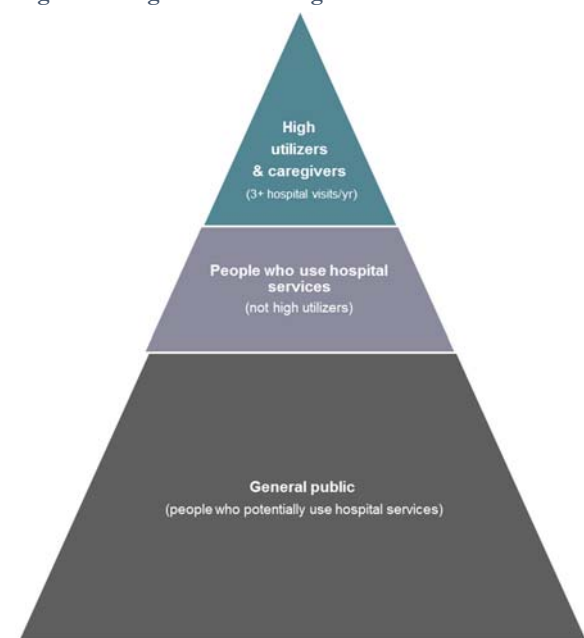 High
utilizers
& caregivers
(3+ hospital visits/yr)
People who use hospital
services
(not high utilizers)
General public
(people who potentially use hospital services)